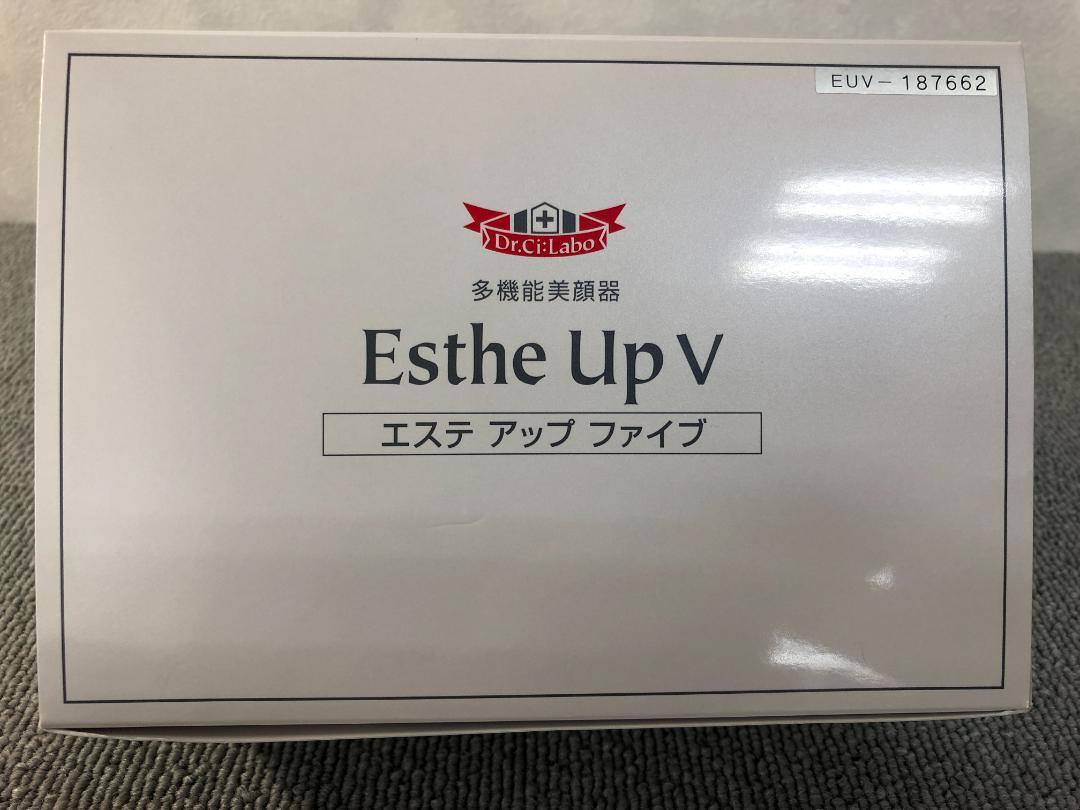 EUV－187662
Dr.Ci:Labo
多機能美顔器
Esthe Up V
エステ アップ ファイブ